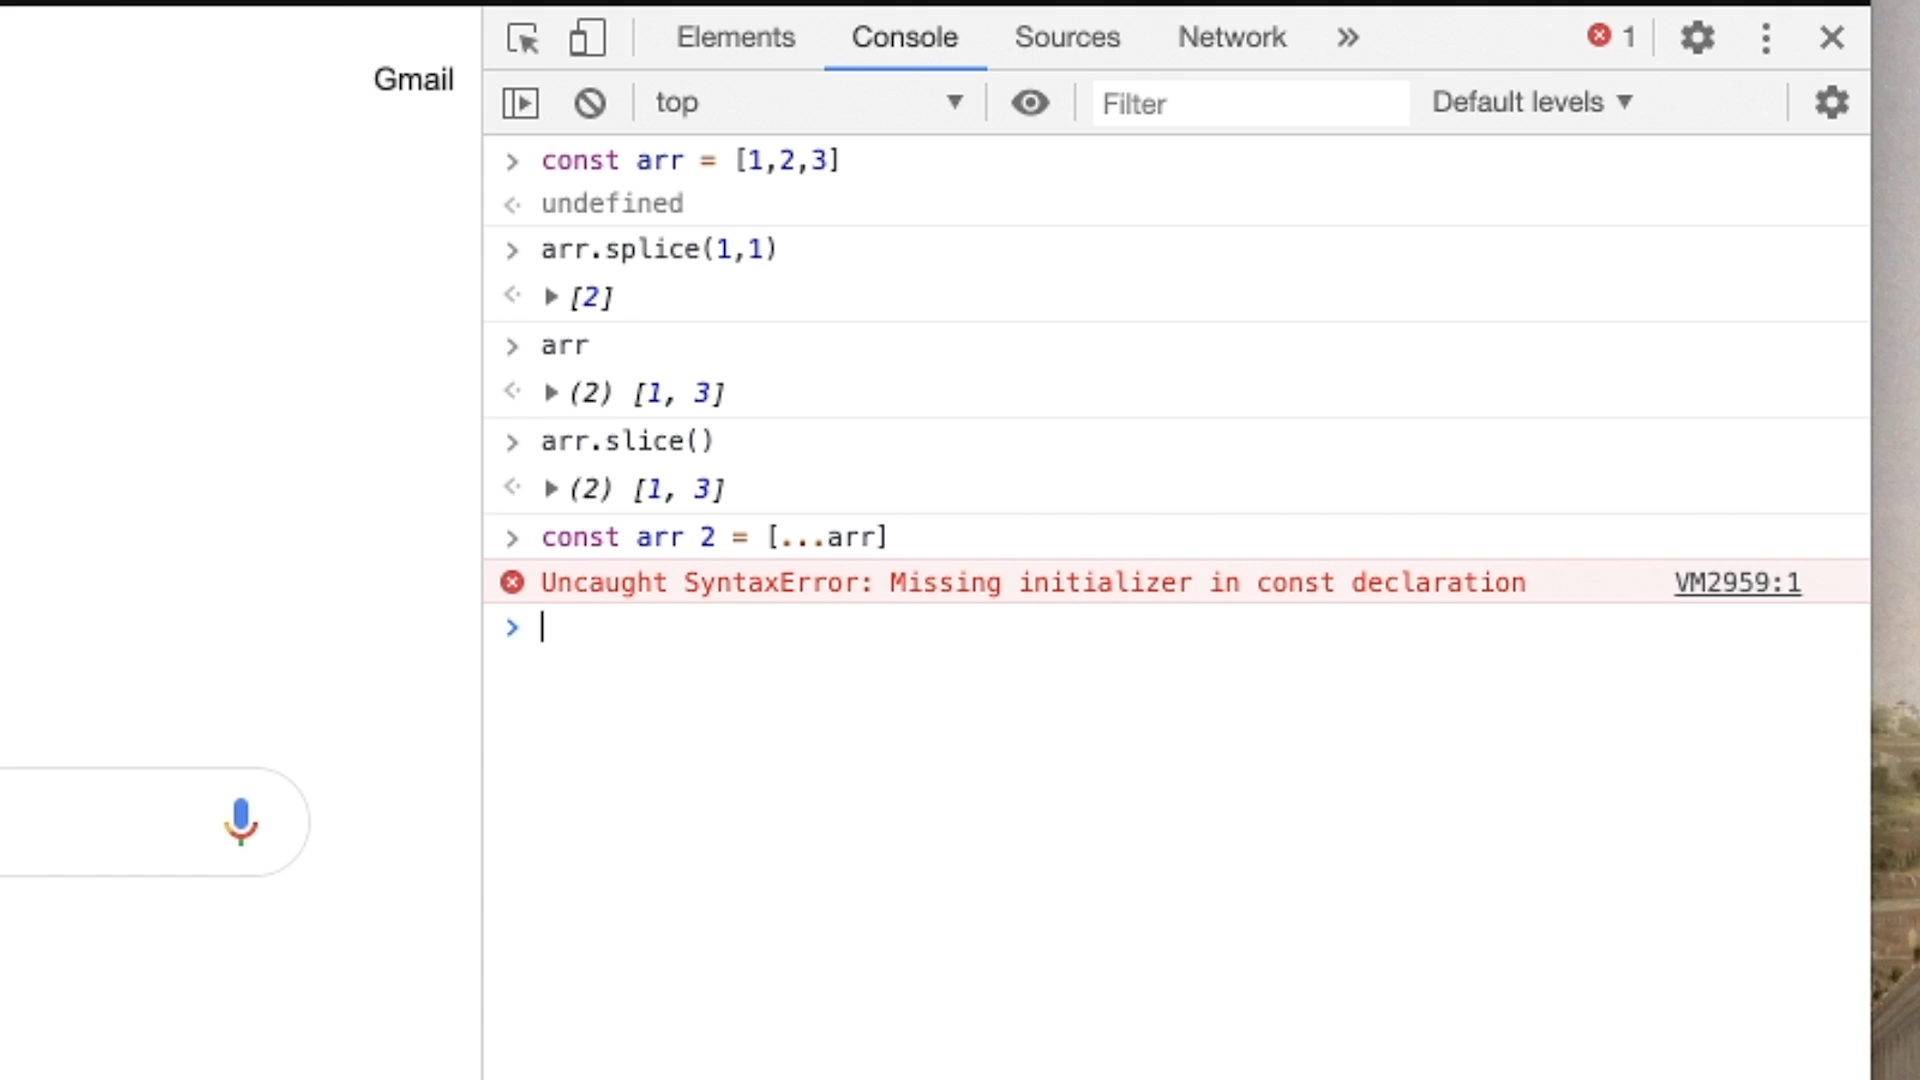 Elements Console Sources Network 1
Gmail
top Filter Default levels
const arr = [1,2,3]
undefined
arr.splice(1,1)
[2]
arr
(2) [1, 3]
arr.slice()
(2) [1, 3]
const arr 2 = [...arr]
Uncaught SyntaxError: Missing initializer in const declaration VM2959:1